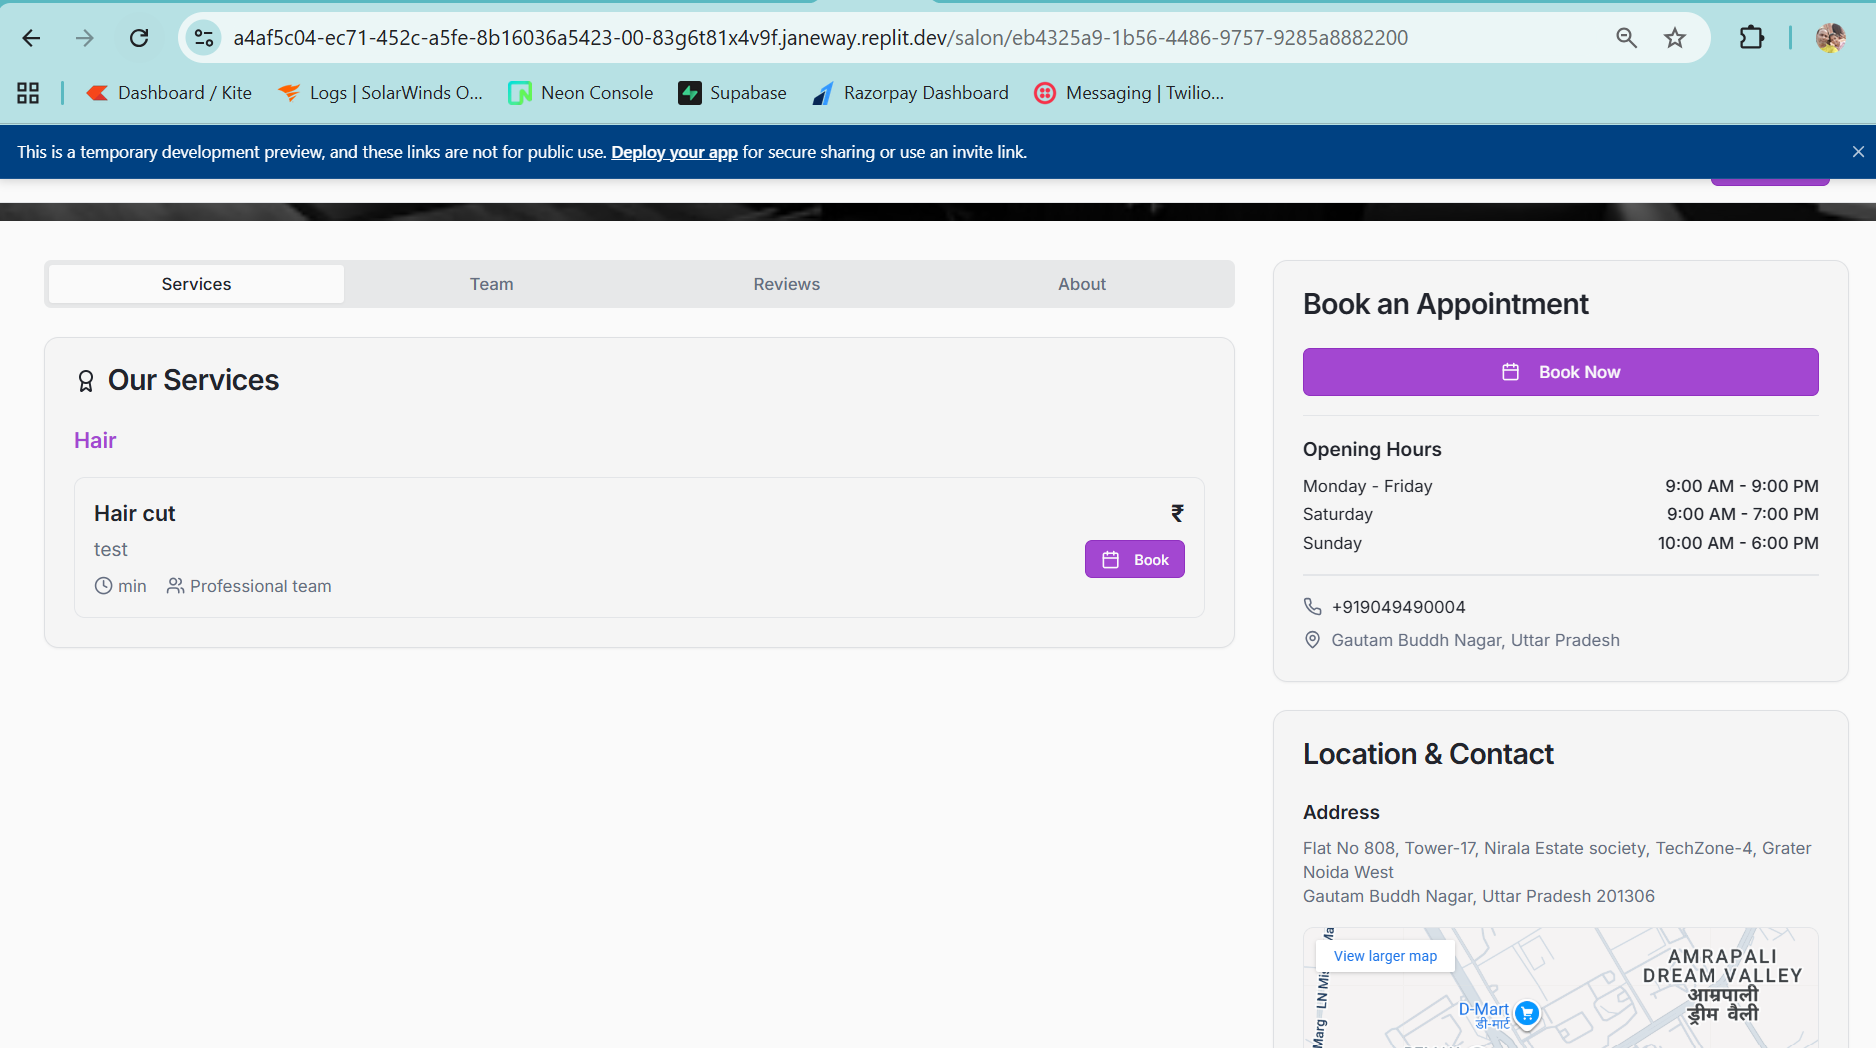 a4af5c04-ec71-452c-a5fe-8b16036a5423-00-83g6t81x4v9f.janeway.replit.dev/salon/eb4325a9-1b56-4486-9757-9285a8882200
Dashboard / Kite
Logs | SolarWinds O...
Neon Console
Supabase
Razorpay Dashboard
Messaging | Twilio...
This is a temporary development preview, and these links are not for public use. Deploy your app for secure sharing or use an invite link.
Services
Team
Reviews
About
Our Services
Hair
Hair cut
₹
test
Book
min
Professional team
Book an Appointment
Book Now
Opening Hours
Monday - Friday 9:00 AM - 9:00 PM
Saturday 9:00 AM - 7:00 PM
Sunday 10:00 AM - 6:00 PM
+919049490004
Gautam Buddh Nagar, Uttar Pradesh
Location & Contact
Address
Flat No 808, Tower-17, Nirala Estate society, TechZone-4, Grater
Noida West
Gautam Buddh Nagar, Uttar Pradesh 201306
View larger map
AMRAPALI
DREAM VALLEY
आम्रपाली
ड्रीम वैली
D-Mart
डी-मार्ट
Marg
LN Mis
Ma